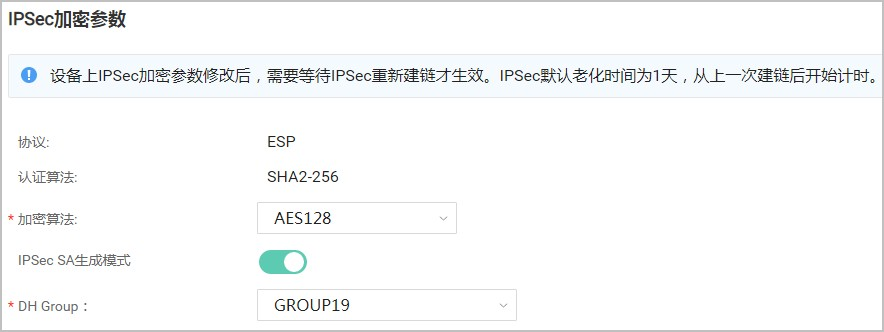 IPSec加密参数
设备上IPSec加密参数修改后，需要等待IPSec重新建链才生效。IPSec默认老化时间为1天，从上一次建链后开始计时。
协议: ESP
认证算法: SHA2-256
* 加密算法: AES128
IPSec SA生成模式
* DH Group： GROUP19